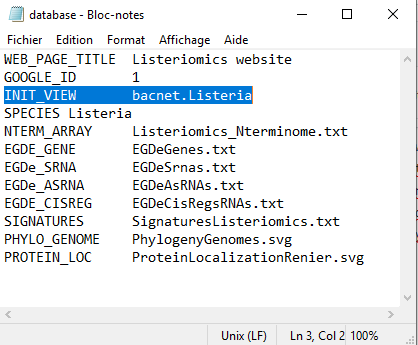 database - Bloc-notes
Fichier Edition Format Affichage Aide
WEB_PAGE_TITLE Listeriomics website
GOOGLE_ID 1
INIT_VIEW bacnet.Listeria
SPECIES Listeria
NTERM_ARRAY Listeriomics_Nterminome.txt
EGDE_GENE EGDeGenes.txt
EGDe_SRNA EGDeSrnas.txt
EGDe_ASRNA EGDeAsRNAs.txt
EGDE_CISREG EGDeCisRegsRNAs.txt
SIGNATURES SignaturesListeriomics.txt
PHYLO_GENOME PhylogenyGenomes.svg
PROTEIN_LOC ProteinLocalizationRenier.svg
Unix (LF) Ln 3, Col 2 100%